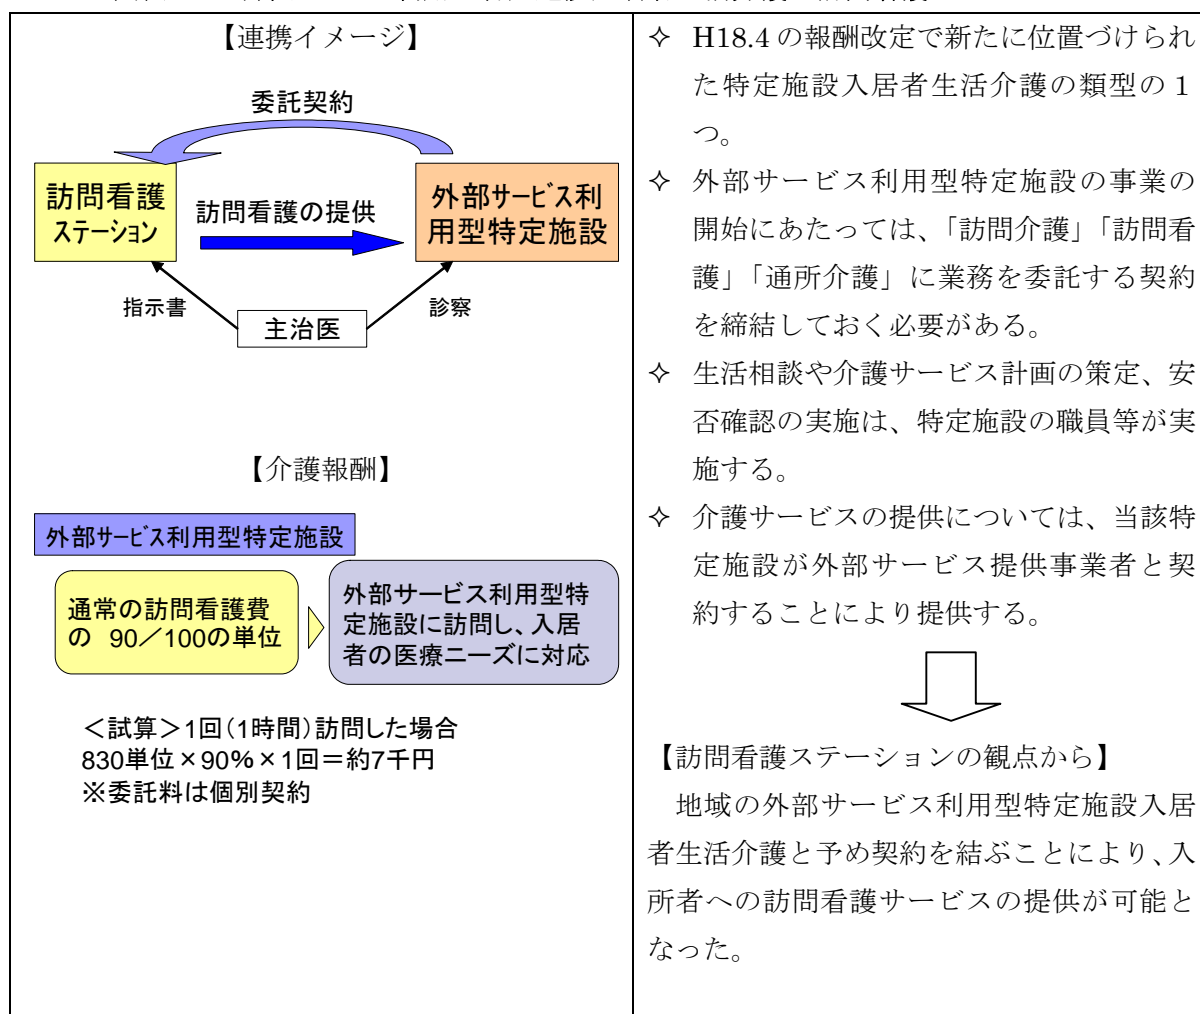 【連携イメージ】
委託契約
訪問看護
ステーション
訪問看護の提供
外部サービス利
用型特定施設
指示書
主治医
診察
【介護報酬】
外部サービス利用型特定施設
通常の訪問看護費
の 90/100の単位
外部サービス利用型特
定施設に訪問し、入居
者の医療ニーズに対応
<試算>1回(1時間)訪問した場合
830単位×90%×1回=約7千円
※委託料は個別契約
✧ H18.4 の報酬改定で新たに位置づけられ
た特定施設入居者生活介護の類型の1
つ。
✧ 外部サービス利用型特定施設の事業の
開始にあたっては、「訪問介護」「訪問看
護」「通所介護」に業務を委託する契約
を締結しておく必要がある。
✧ 生活相談や介護サービス計画の策定、安
否確認の実施は、特定施設の職員等が実
施する。
✧ 介護サービスの提供については、当該特
定施設が外部サービス提供事業者と契
約することにより提供する。
【訪問看護ステーションの観点から】
地域の外部サービス利用型特定施設入居
者生活介護と予め契約を結ぶことにより、入
所者への訪問看護サービスの提供が可能と
なった。